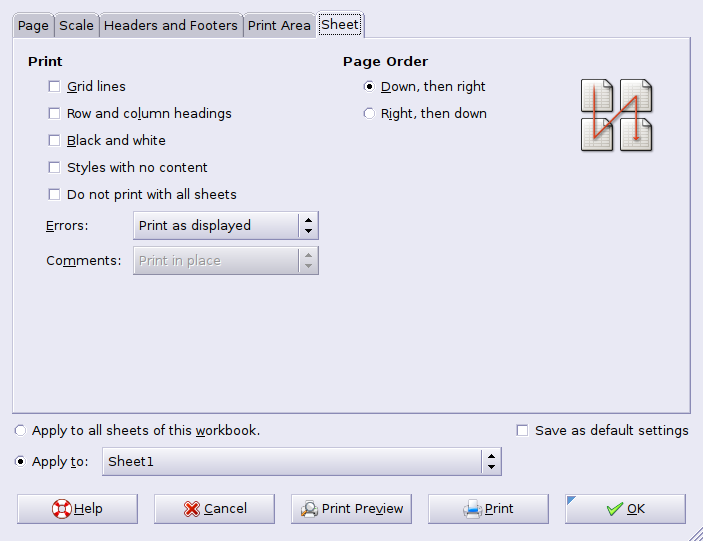 Page Scale Headers and Footers Print Area Sheet
Print
Grid lines
Row and column headings
Black and white
Styles with no content
Do not print with all sheets
Errors: Print as displayed
Comments: Print in place
Page Order
Down, then right
Right, then down
Apply to all sheets of this workbook.
Save as default settings
Apply to: Sheet1
Help Cancel Print Preview Print OK